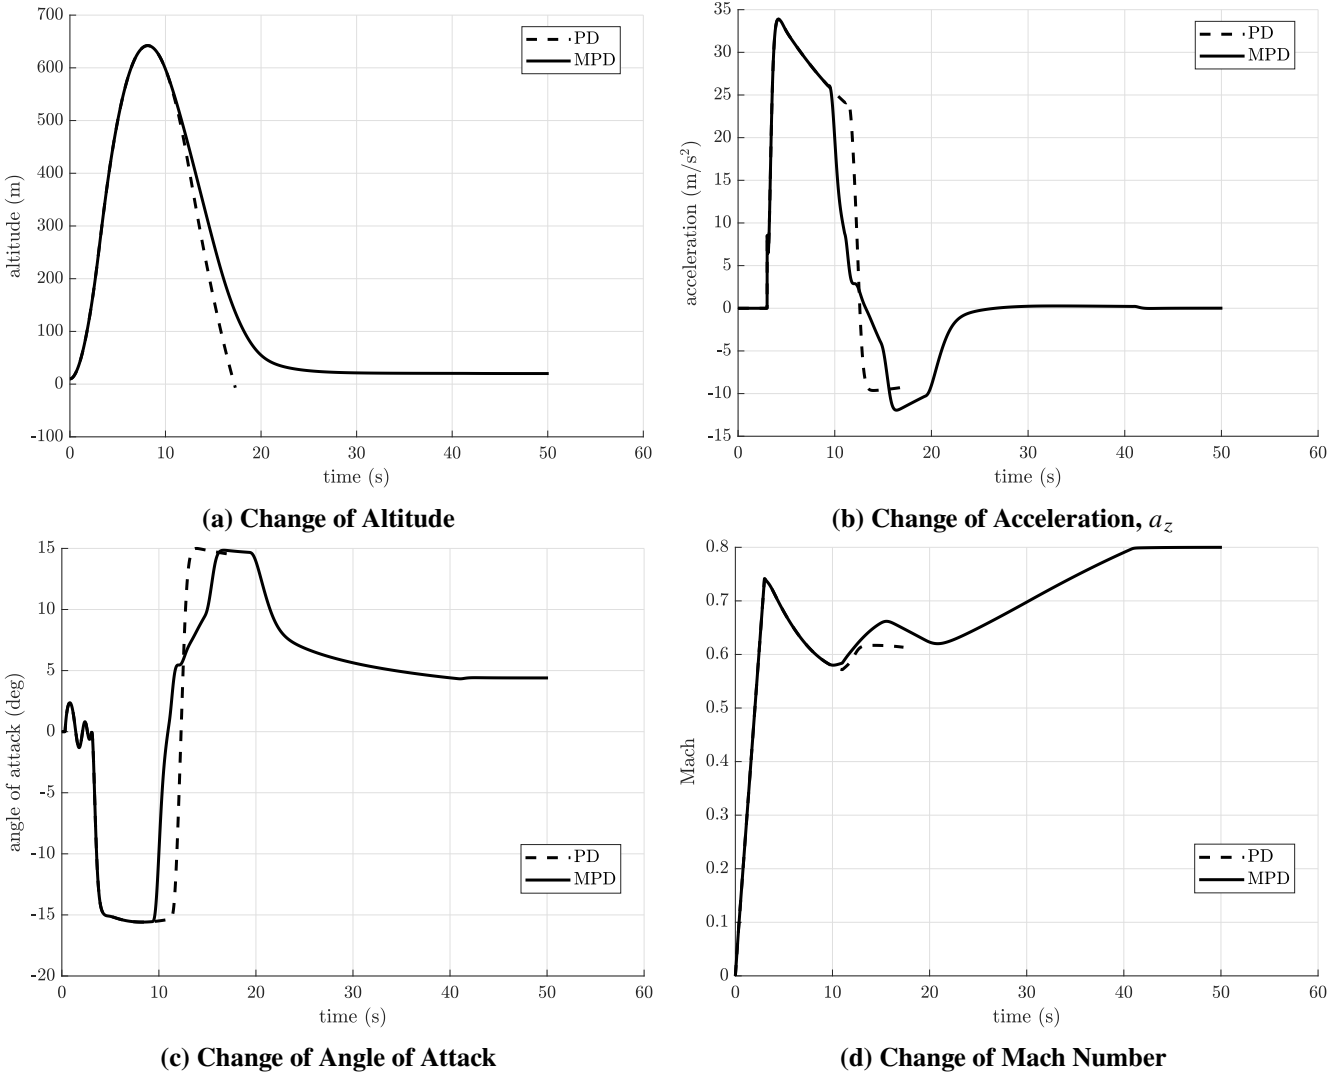 700
600
500
400
300
200
100
0
-100
altitude (m)
PD
MPD
0 10 20 30 40 50 60
time (s)
(a) Change of Altitude
35
30
25
20
15
10
5
0
-5
-10
-15
acceleration (m/s²)
PD
MPD
0 10 20 30 40 50 60
time (s)
(b) Change of Acceleration, a_z
15
10
5
0
-5
-10
-15
-20
angle of attack (deg)
PD
MPD
0 10 20 30 40 50 60
time (s)
(c) Change of Angle of Attack
0.8
0.7
0.6
0.5
0.4
0.3
0.2
0.1
0
Mach
PD
MPD
0 10 20 30 40 50 60
time (s)
(d) Change of Mach Number